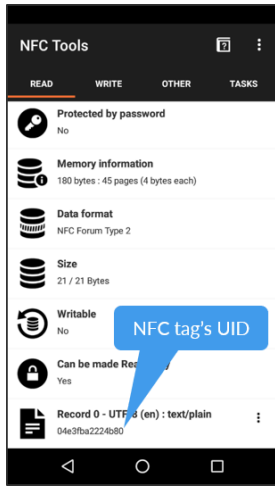 NFC Tools
READ WRITE OTHER TASKS
Protected by password
No
Memory information
180 bytes : 45 pages (4 bytes each)
Data format
NFC Forum Type 2
Size
21 / 21 Bytes
Writable
No
NFC tag's UID
Can be made Rea
Yes
Record 0 - UTF-8 (en) : text/plain
04e3fba2224b80